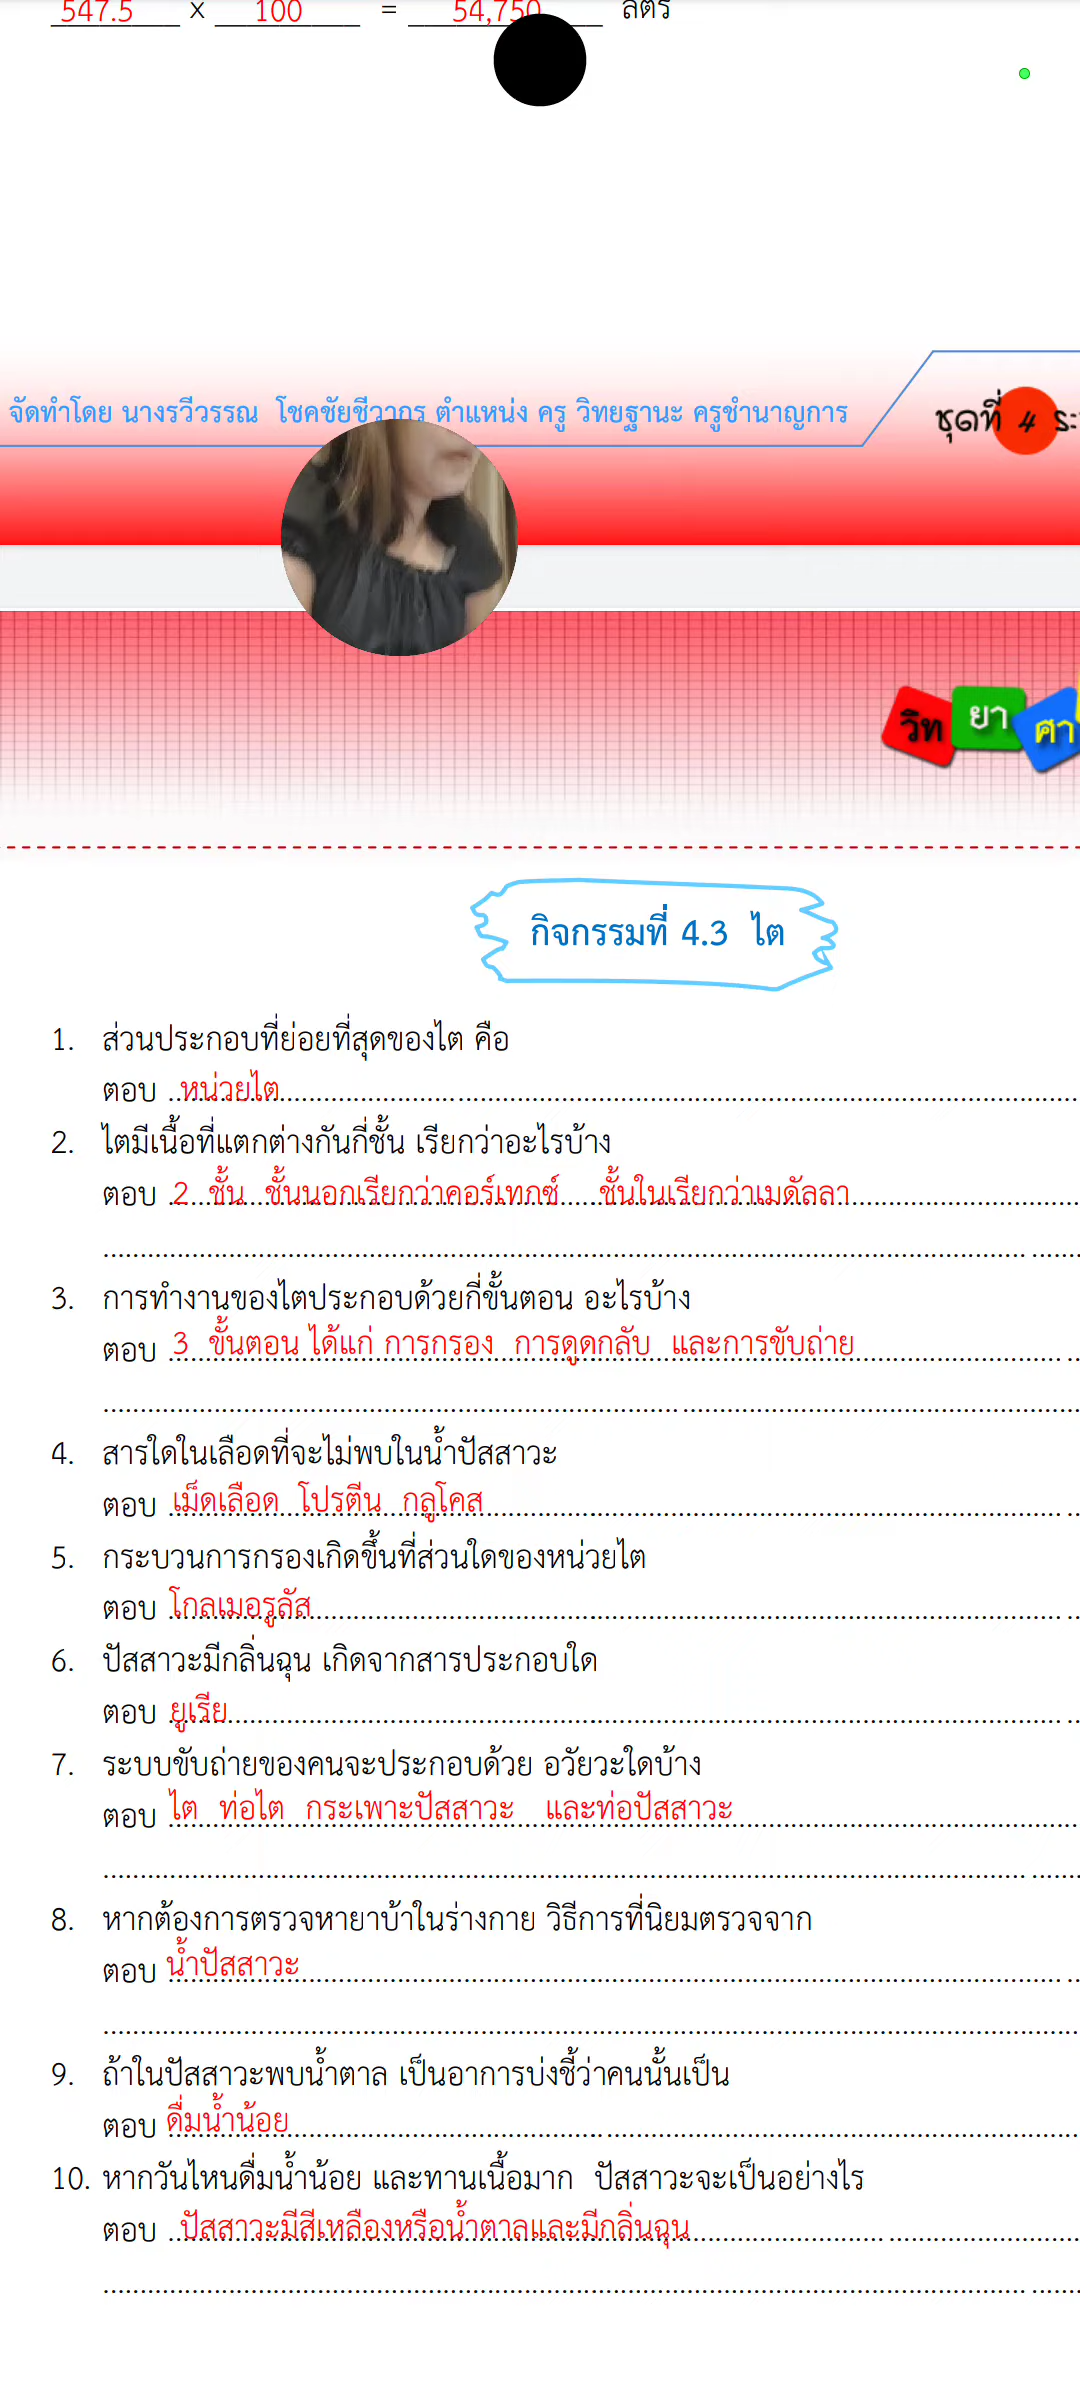 547.5 x 100 = 54,750 ลิตร
จัดทำโดย นางรวีวรรณ โชคชัยชีวากร ตำแหน่ง ครู วิทยฐานะ ครูชำนาญการ
ชุดที่ 4 ระ
วิท ยา ศา
กิจกรรมที่ 4.3 ไต
1. ส่วนประกอบที่ย่อยที่สุดของไต คือ
ตอบ หน่วยไต
2. ไตมีเนื้อที่แตกต่างกันกี่ชั้น เรียกว่าอะไรบ้าง
ตอบ 2 ชั้น ชั้นนอกเรียกว่าคอร์เทกซ์ ชั้นในเรียกว่าเมดัลลา
3. การทำงานของไตประกอบด้วยกี่ขั้นตอน อะไรบ้าง
ตอบ 3 ขั้นตอน ได้แก่ การกรอง การดูดกลับ และการขับถ่าย
4. สารใดในเลือดที่จะไม่พบในน้ำปัสสาวะ
ตอบ เม็ดเลือด โปรตีน กลูโคส
5. กระบวนการกรองเกิดขึ้นที่ส่วนใดของหน่วยไต
ตอบ โกลเมอรูลัส
6. ปัสสาวะมีกลิ่นฉุน เกิดจากสารประกอบใด
ตอบ ยูเรีย
7. ระบบขับถ่ายของคนจะประกอบด้วย อวัยวะใดบ้าง
ตอบ ไต ท่อไต กระเพาะปัสสาวะ และท่อปัสสาวะ
8. หากต้องการตรวจหายาบ้าในร่างกาย วิธีการที่นิยมตรวจจาก
ตอบ น้ำปัสสาวะ
9. ถ้าในปัสสาวะพบน้ำตาล เป็นอาการบ่งชี้ว่าคนนั้นเป็น
ตอบ ดื่มน้ำน้อย
10. หากวันไหนดื่มน้ำน้อย และทานเนื้อมาก ปัสสาวะจะเป็นอย่างไร
ตอบ ปัสสาวะมีสีเหลืองหรือน้ำตาลและมีกลิ่นฉุน